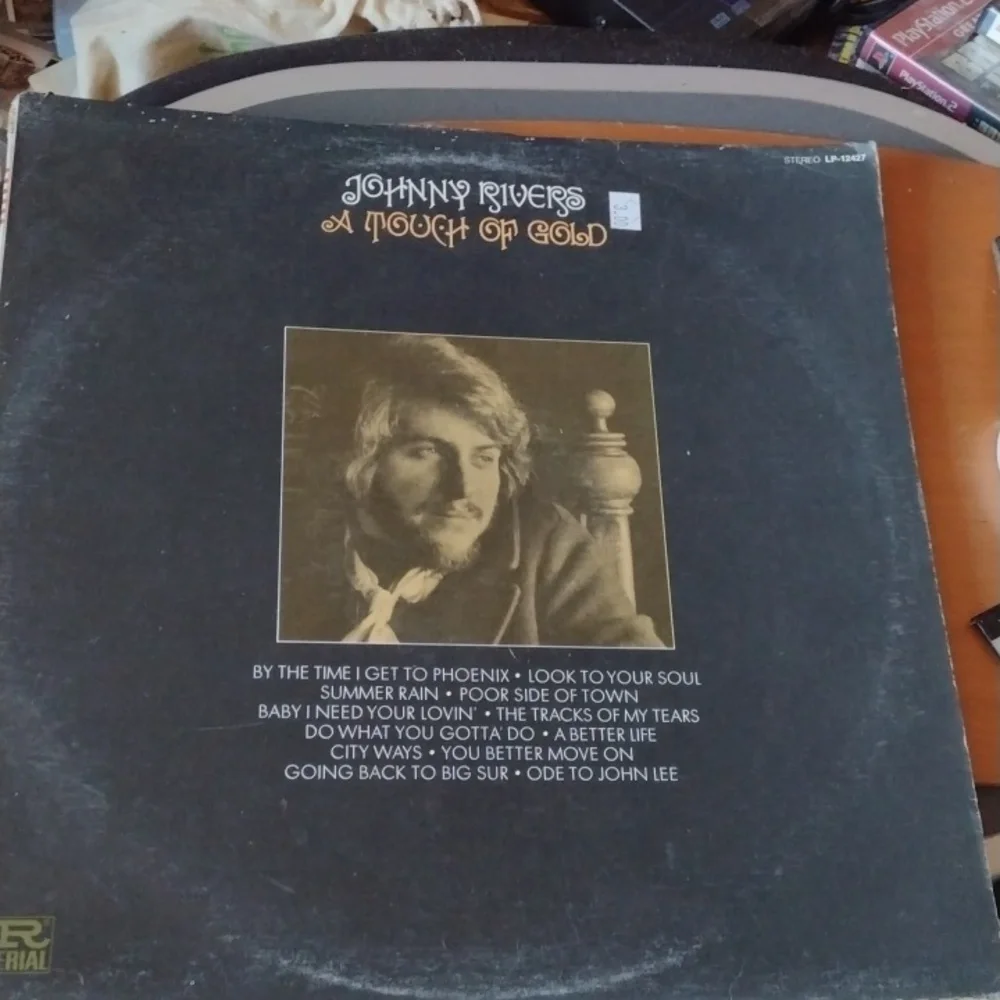 PlayStation 2
PlayStation 2
STEREO LP-12427
JOHNNY RIVERS
A TOUCH OF GOLD
BY THE TIME I GET TO PHOENIX • LOOK TO YOUR SOUL
SUMMER RAIN • POOR SIDE OF TOWN
BABY I NEED YOUR LOVIN' • THE TRACKS OF MY TEARS
DO WHAT YOU GOTTA' DO • A BETTER LIFE
CITY WAYS • YOU BETTER MOVE ON
GOING BACK TO BIG SUR • ODE TO JOHN LEE
R
ERIAL